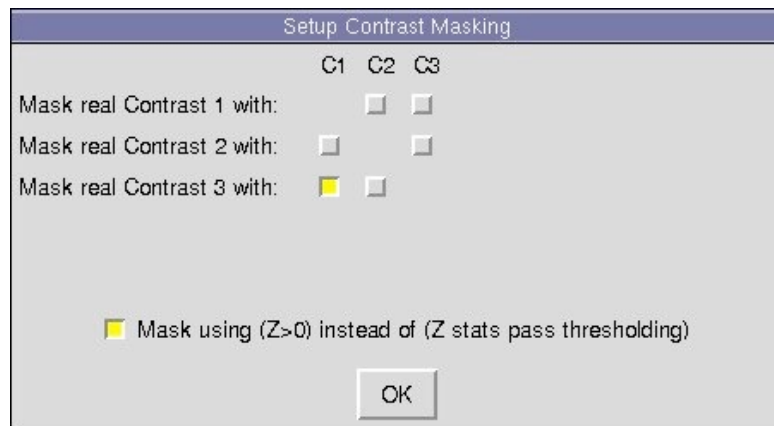 Setup Contrast Masking
C1 C2 C3
Mask real Contrast 1 with:
Mask real Contrast 2 with:
Mask real Contrast 3 with:
Mask using (Z>0) instead of (Z stats pass thresholding)
OK